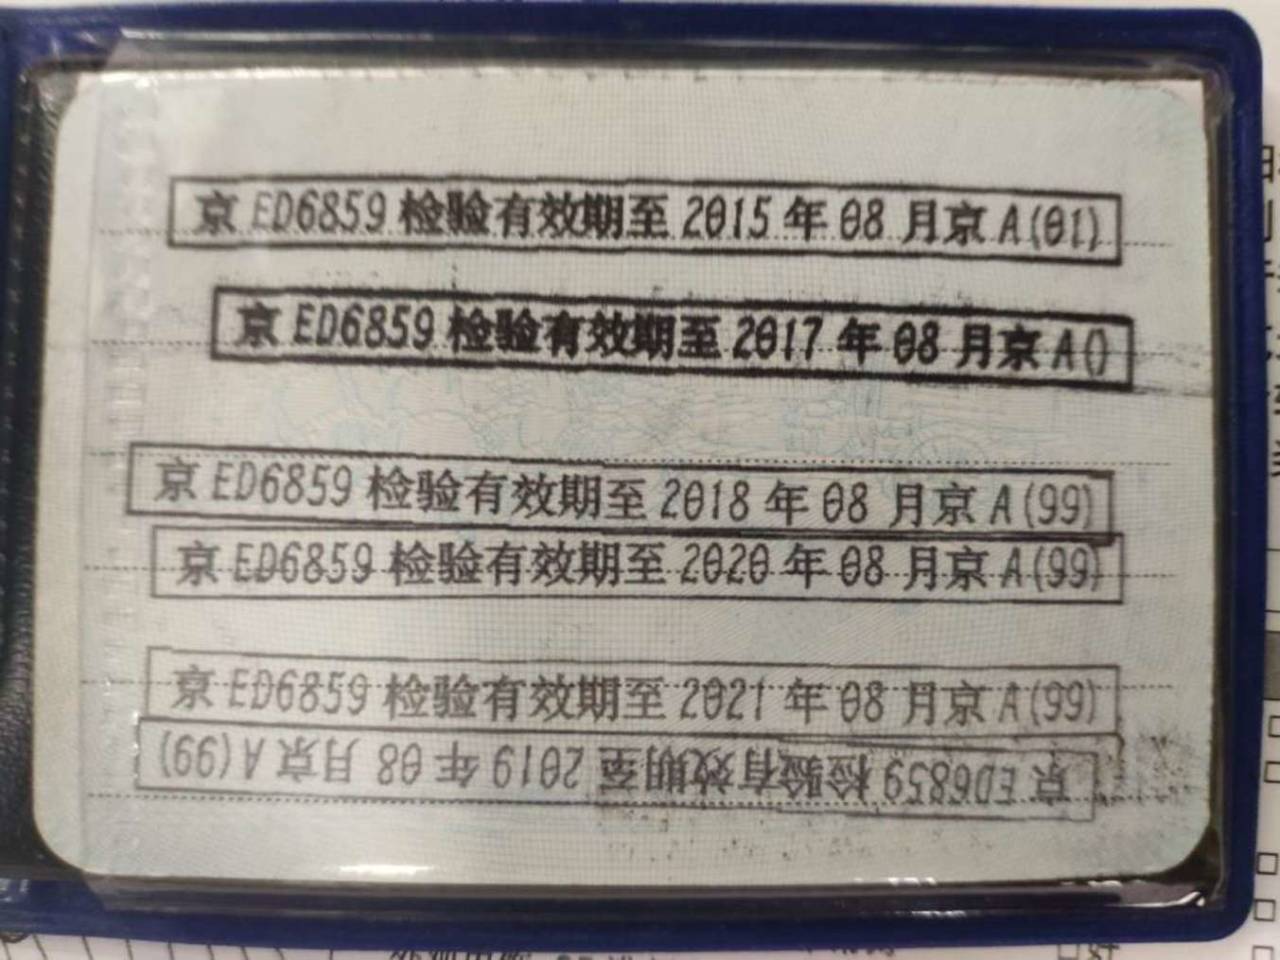 京 ED6859 检验有效期至 2015 年 08 月京 A(01)
京 ED6859 检验有效期至 2017 年 08 月京 A()
京 ED6859 检验有效期至 2018 年 08 月京 A(99)
京 ED6859 检验有效期至 2020 年 08 月京 A(99)
京 ED6859 检验有效期至 2021 年 08 月京 A(99)
京 ED6859 检验有效期至 2019 年 08 月京 A(99)